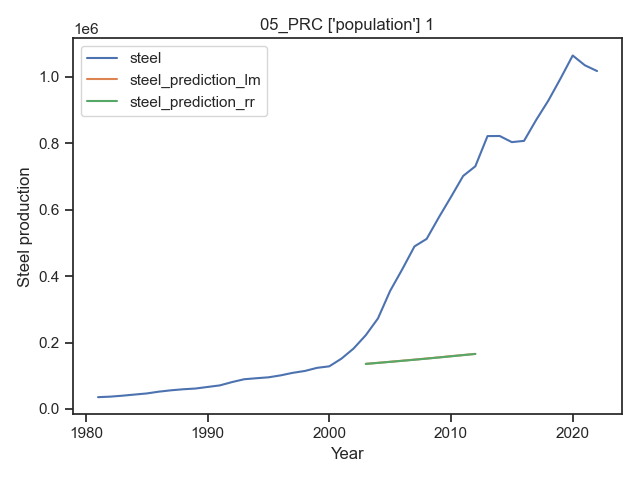 05_PRC ['population'] 1
1e6
steel
steel_prediction_lm
steel_prediction_rr
1.0
0.8
0.6
0.4
0.2
0.0
Steel production
1980
1990
2000
2010
2020
Year